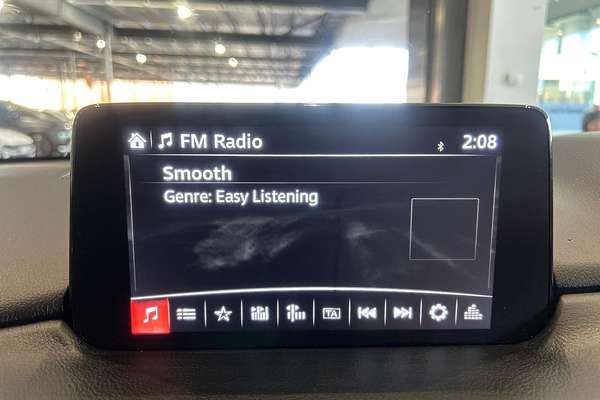 FM Radio
2:08
Smooth
Genre: Easy Listening
TA